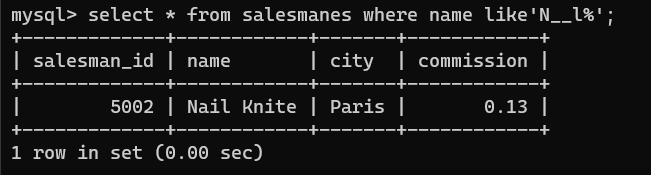 mysql> select * from salesmanes where name like'N__l%';
+-------------+------------+-------+------------+
| salesman_id | name       | city  | commission |
+-------------+------------+-------+------------+
|        5002 | Nail Knite | Paris |       0.13 |
+-------------+------------+-------+------------+
1 row in set (0.00 sec)